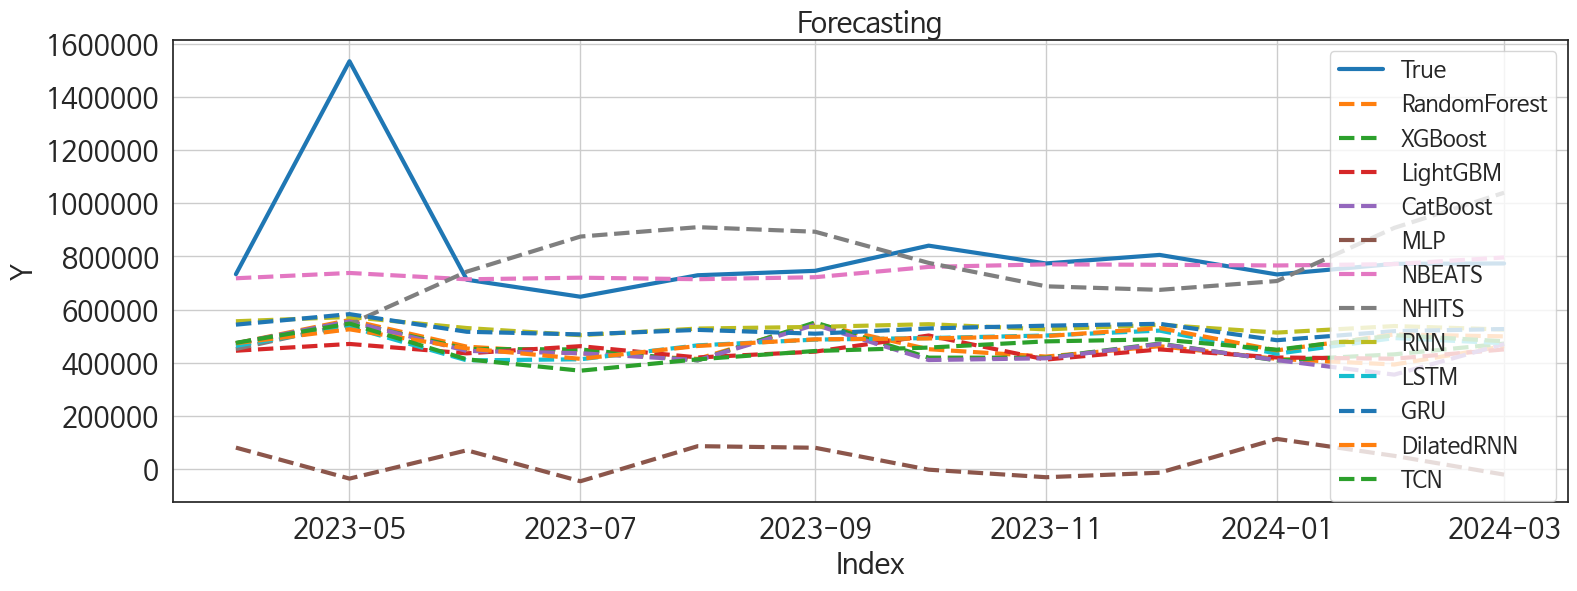 Forecasting
1600000
1400000
1200000
1000000
800000
600000
400000
200000
0
Y
2023-05
2023-07
2023-09
2023-11
2024-01
2024-03
Index
True
RandomForest
XGBoost
LightGBM
CatBoost
MLP
NBEATS
NHITS
RNN
LSTM
GRU
DilatedRNN
TCN